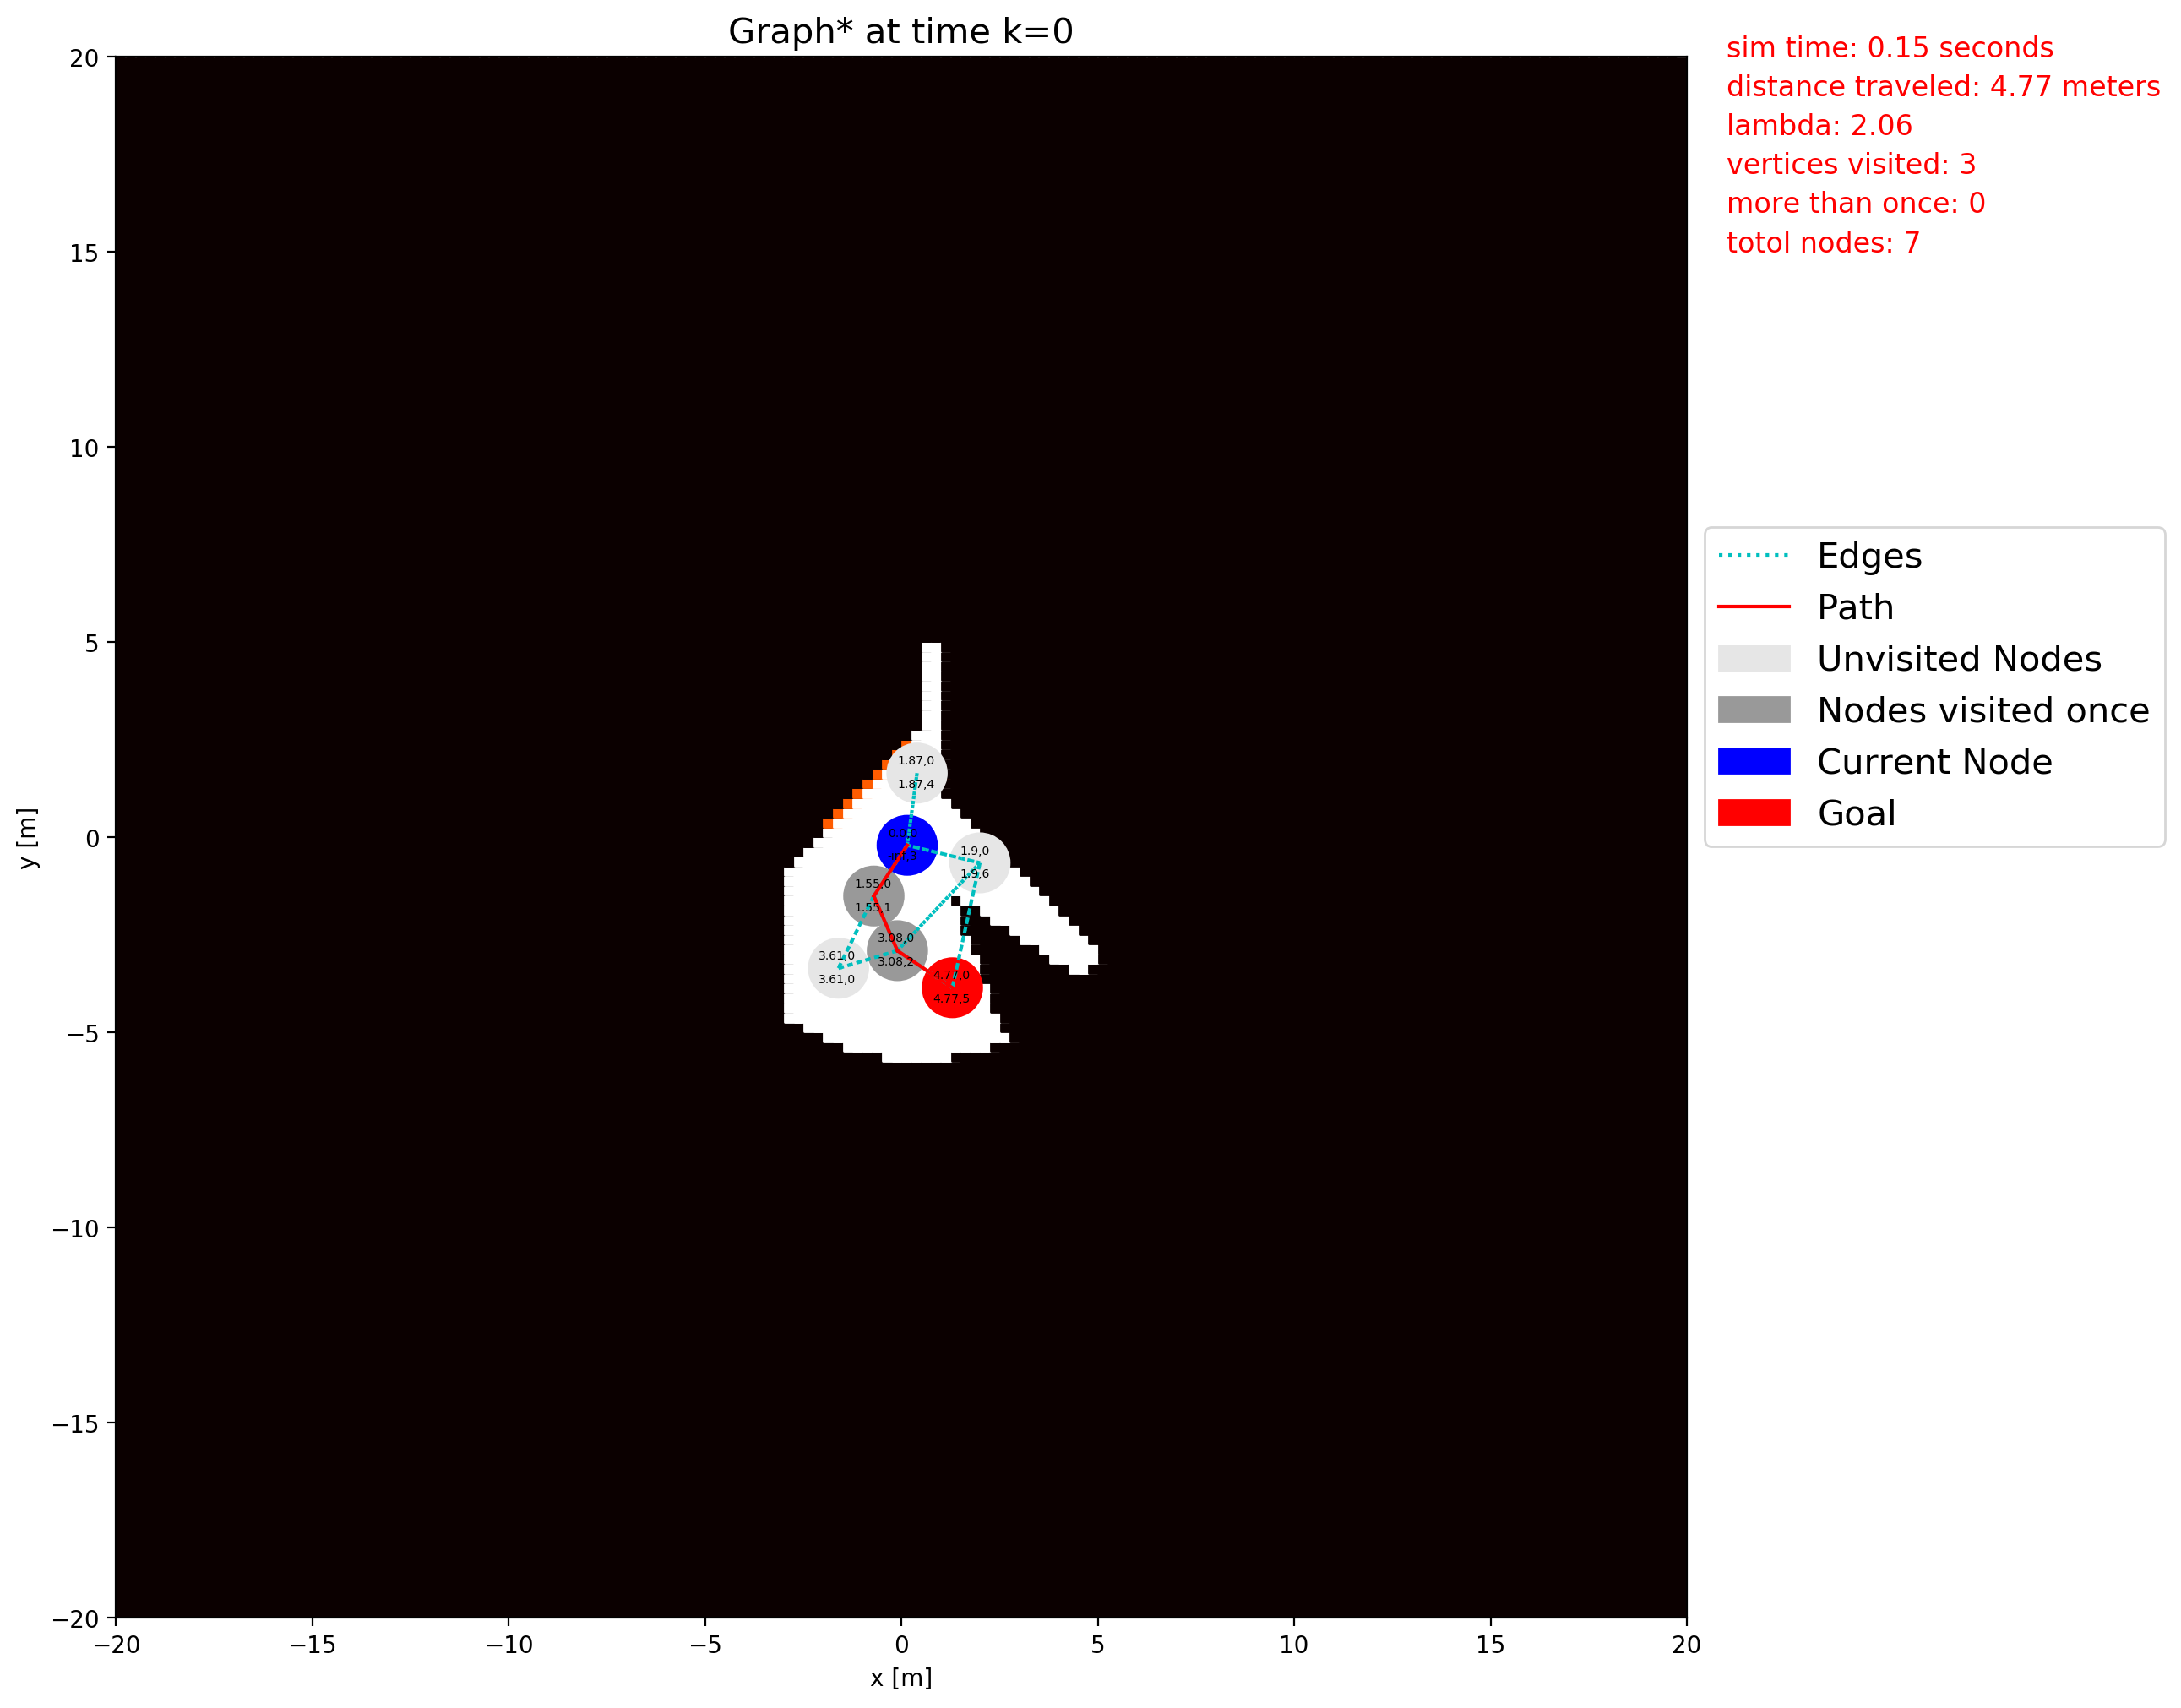 Graph* at time k=0
sim time: 0.15 seconds
distance traveled: 4.77 meters
lambda: 2.06
vertices visited: 3
more than once: 0
totol nodes: 7
20
15
10
5
0
−5
−10
−15
−20
y [m]
1.87,0
1.87,4
0.0,0
1.9,0
1.9,6
1.55,0
1.55,1
3.08,0
3.08,2
3.61,0
3.61,0
4.77,0
4.77,5
Edges
Path
Unvisited Nodes
Nodes visited once
Current Node
Goal
−20
−15
−10
−5
0
5
10
15
20
x [m]